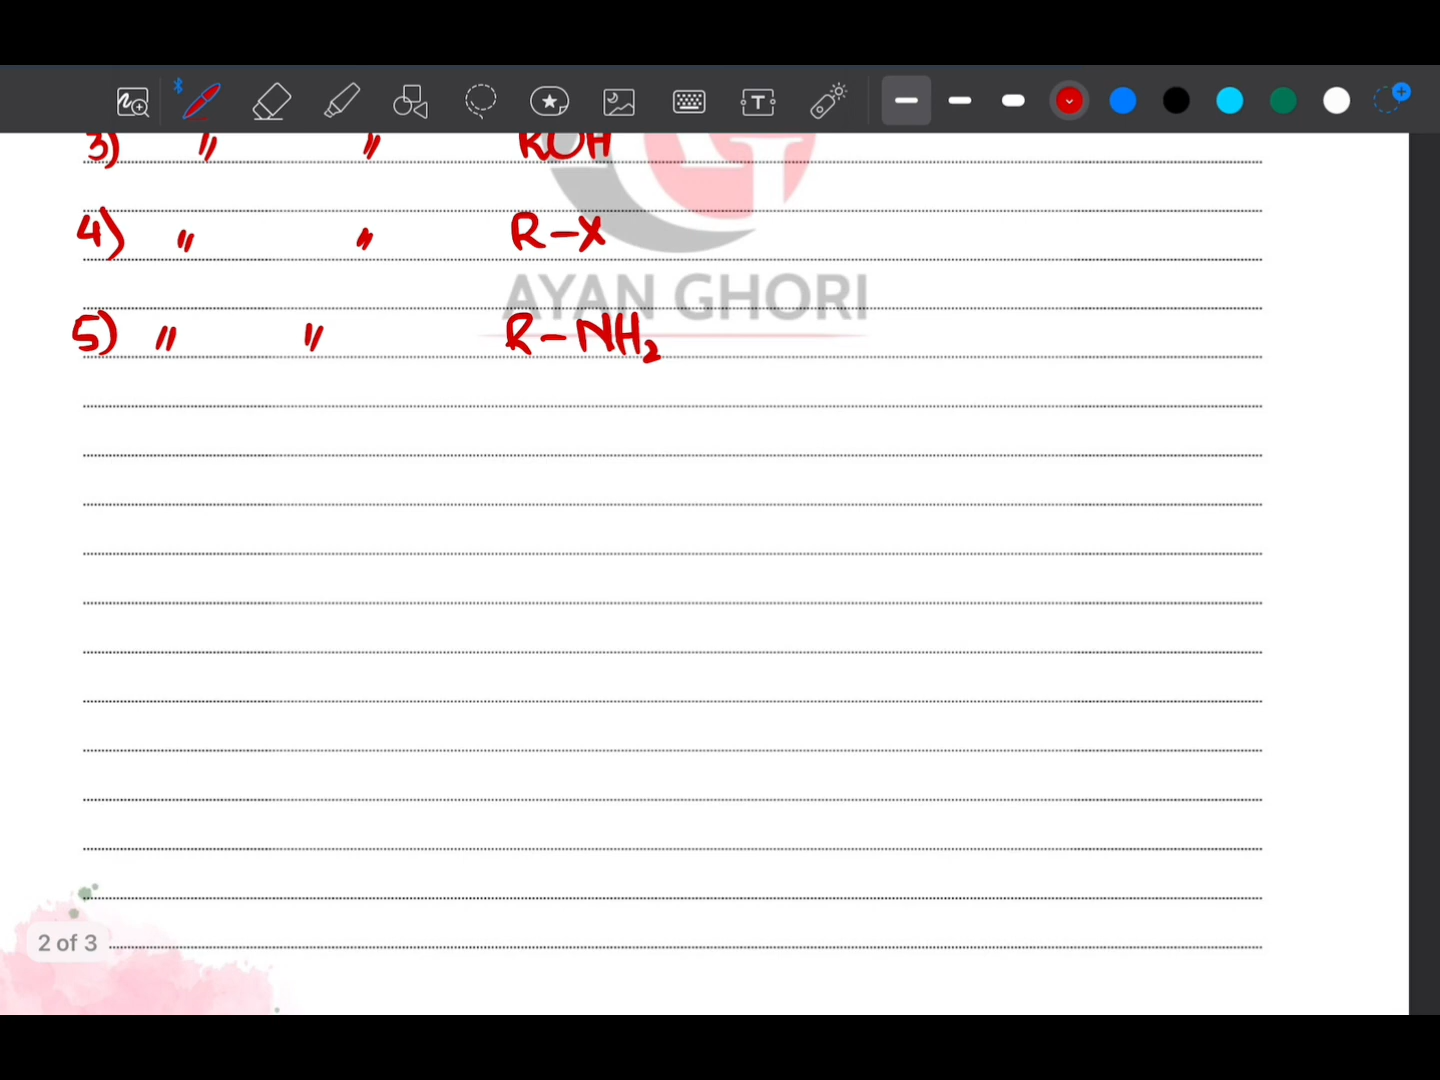 T
3) " " ROH
4) " " R-X
AYAN GHORI
5) " " R-NH₂
2 of 3